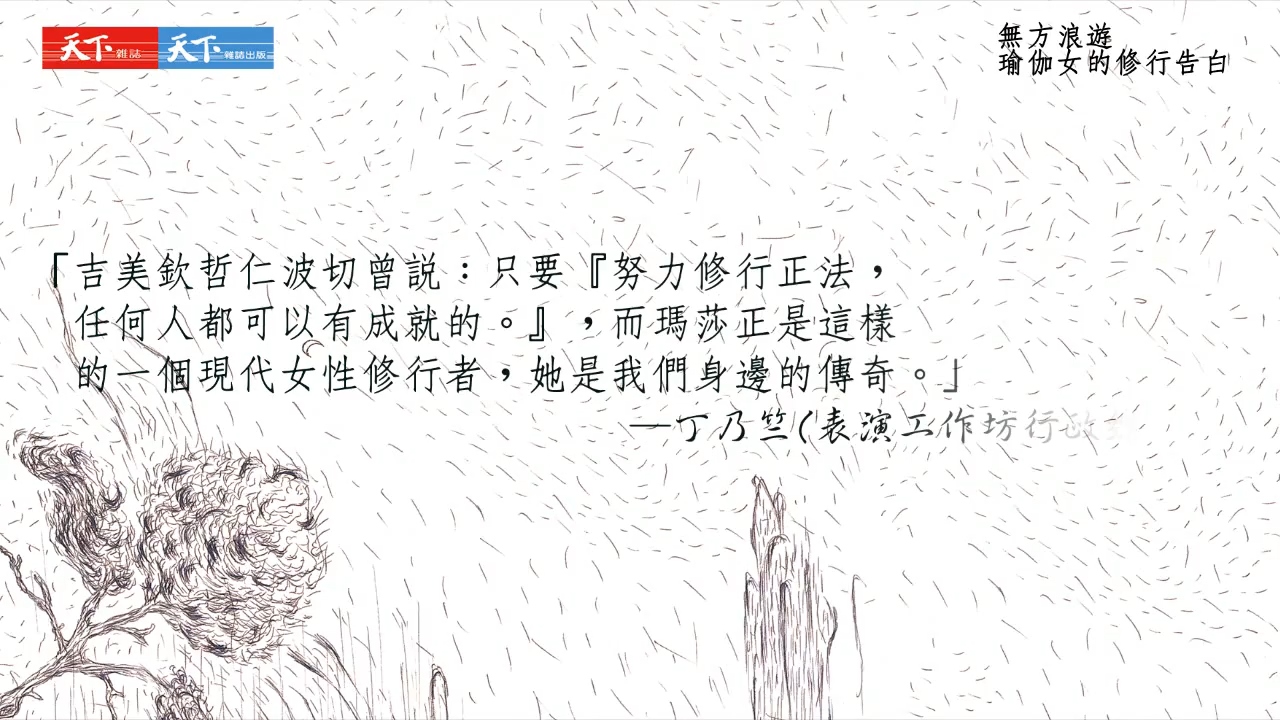 天下雜誌 天下雜誌出版
無方浪遊
瑜伽女的修行告白
「吉美欽哲仁波切曾說：只要『努力修行正法，
任何人都可以有成就的。』，而瑪莎正是這樣
的一個現代女性修行者，她是我們身邊的傳奇。」
—丁乃竺(表演工作坊行政